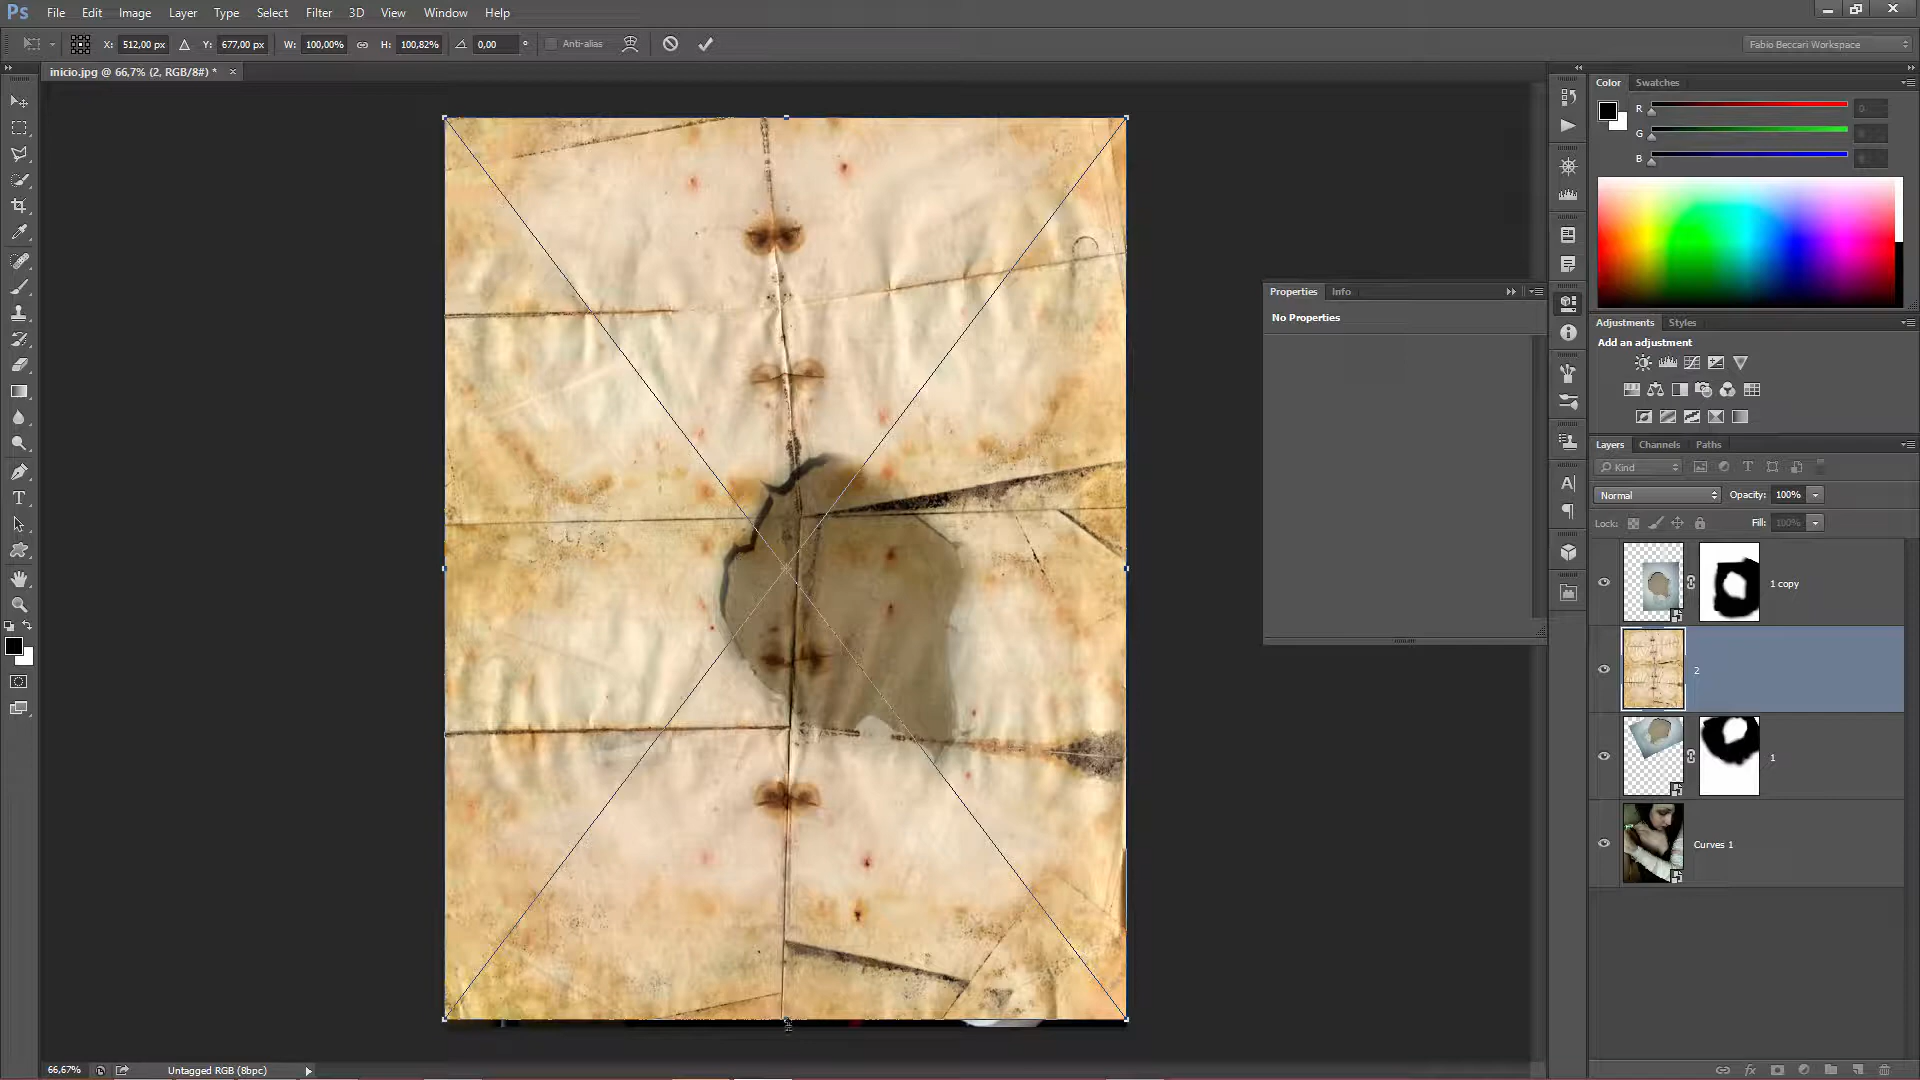 Ps File Edit Image Layer Type Select Filter 3D View Window Help
X: 512,00 px Y: 677,00 px W: 100,00% H: 100,82% 0,00 ° Anti-alias Fabio Beccari Workspace
inicio.jpg @ 66,7% (2, RGB/8#) * ×
Color Swatches
R 0
G
B
Properties Info
No Properties
Adjustments Styles
Add an adjustment
Layers Channels Paths
Kind
Normal Opacity: 100%
Lock: Fill: 100%
1 copy
2
1
Curves 1
66,67% Untagged RGB (8bpc)